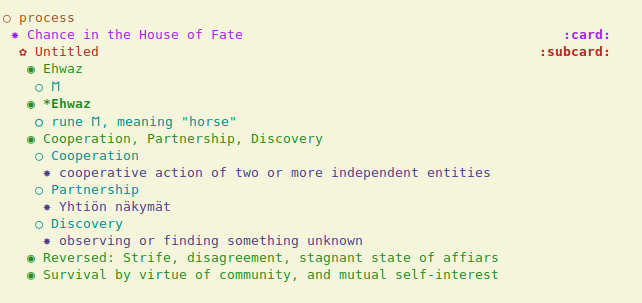 ○ process
✸ Chance in the House of Fate :card:
✿ Untitled :subcard:
◉ Ehwaz
○ ᛖ
◉ *Ehwaz
○ rune ᛖ, meaning "horse"
◉ Cooperation, Partnership, Discovery
○ Cooperation
✸ cooperative action of two or more independent entities
○ Partnership
✸ Yhtiön näkymät
○ Discovery
✸ observing or finding something unknown
◉ Reversed: Strife, disagreement, stagnant state of affiars
◉ Survival by virtue of community, and mutual self-interest